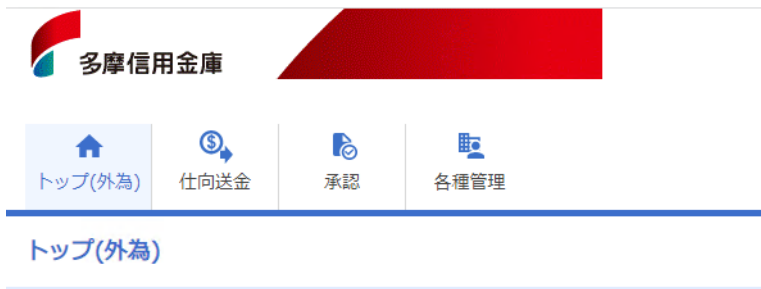 多摩信用金庫
トップ(外為)
仕向送金
承認
各種管理
トップ(外為)